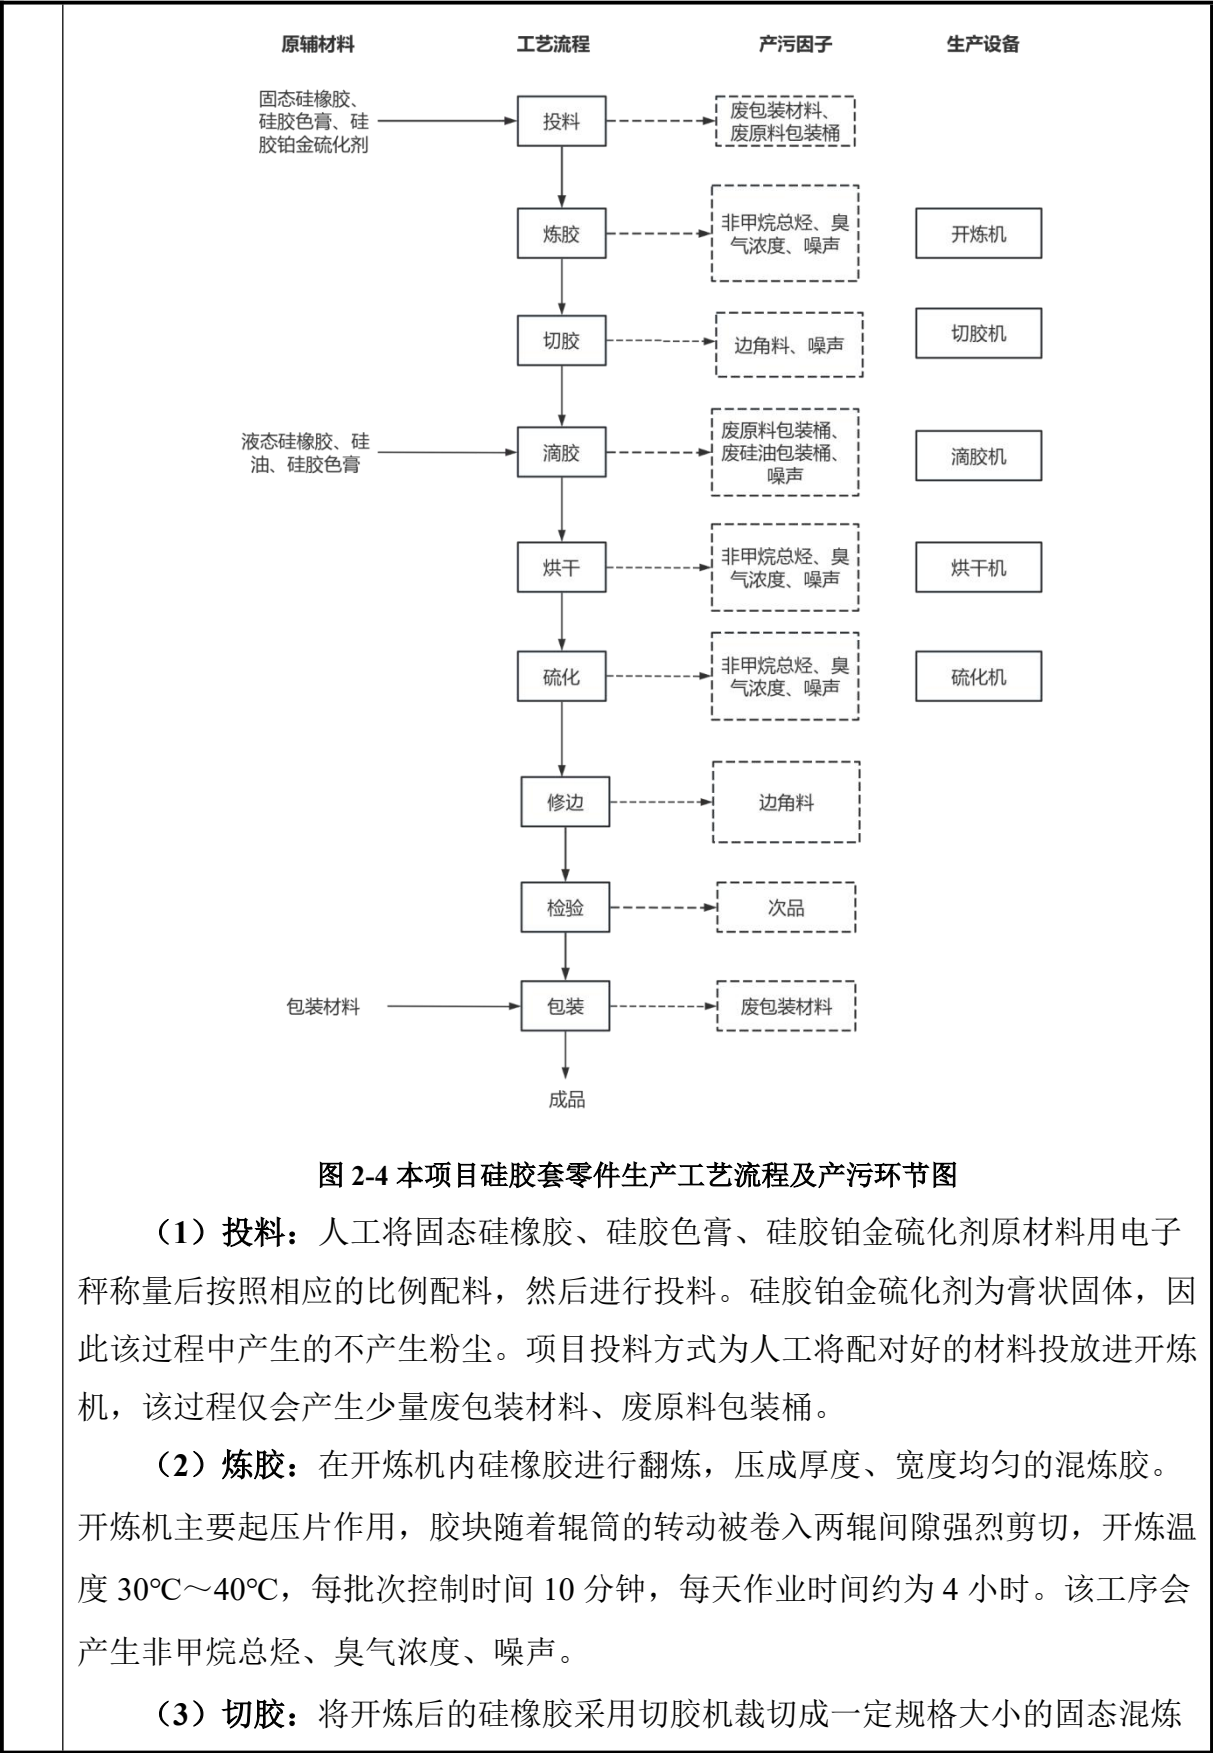 原辅材料
工艺流程
产污因子
生产设备
固态硅橡胶、
硅胶色膏、硅
胶铂金硫化剂
投料
废包装材料、
废原料包装桶
炼胶
非甲烷总烃、臭
气浓度、噪声
开炼机
切胶
边角料、噪声
切胶机
液态硅橡胶、硅
油、硅胶色膏
滴胶
废原料包装桶、
废硅油包装桶、
噪声
滴胶机
烘干
非甲烷总烃、臭
气浓度、噪声
烘干机
硫化
非甲烷总烃、臭
气浓度、噪声
硫化机
修边
边角料
检验
次品
包装材料
包装
废包装材料
成品
图 2-4 本项目硅胶套零件生产工艺流程及产污环节图
（1）投料：人工将固态硅橡胶、硅胶色膏、硅胶铂金硫化剂原材料用电子
秤称量后按照相应的比例配料，然后进行投料。硅胶铂金硫化剂为膏状固体，因
此该过程中产生的不产生粉尘。项目投料方式为人工将配对好的材料投放进开炼
机，该过程仅会产生少量废包装材料、废原料包装桶。
（2）炼胶：在开炼机内硅橡胶进行翻炼，压成厚度、宽度均匀的混炼胶。
开炼机主要起压片作用，胶块随着辊筒的转动被卷入两辊间隙强烈剪切，开炼温
度 30℃～40℃，每批次控制时间 10 分钟，每天作业时间约为 4 小时。该工序会
产生非甲烷总烃、臭气浓度、噪声。
（3）切胶：将开炼后的硅橡胶采用切胶机裁切成一定规格大小的固态混炼